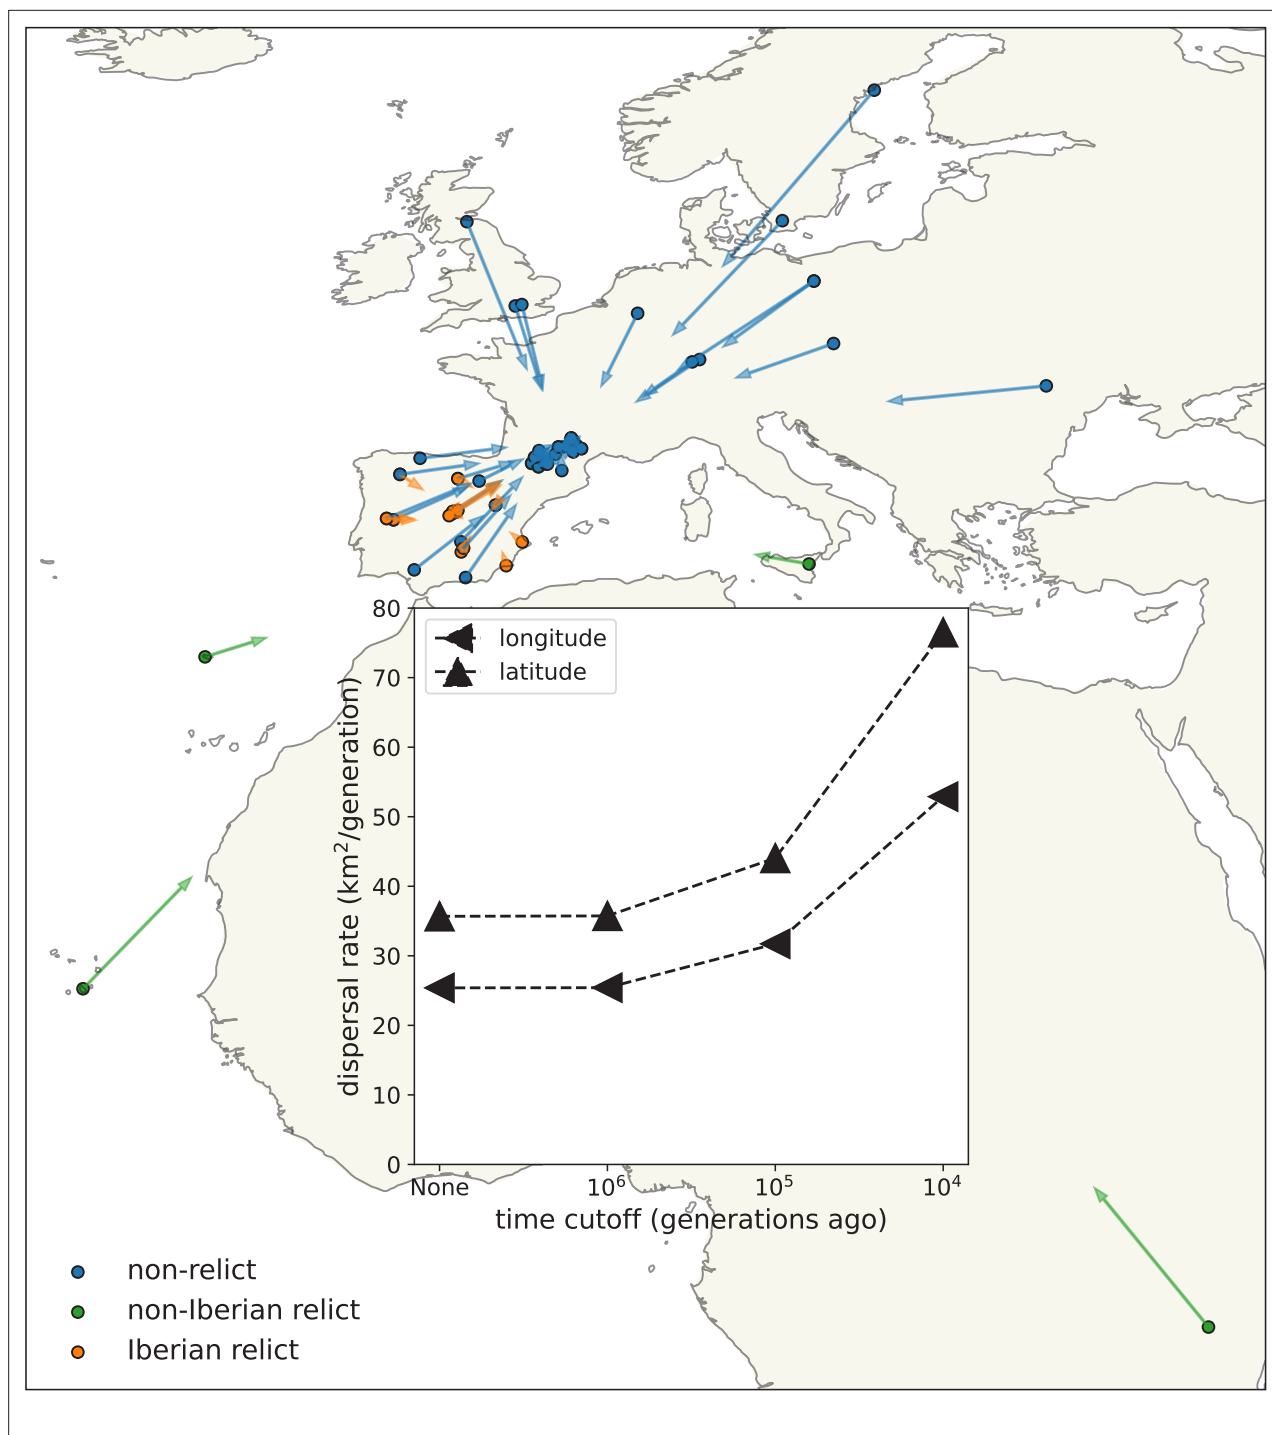 80
70
60
50
40
30
20
10
0
longitude
latitude
dispersal rate (km²/generation)
None 10⁶ 10⁵ 10⁴
time cutoff (generations ago)
non-relict
non-Iberian relict
Iberian relict